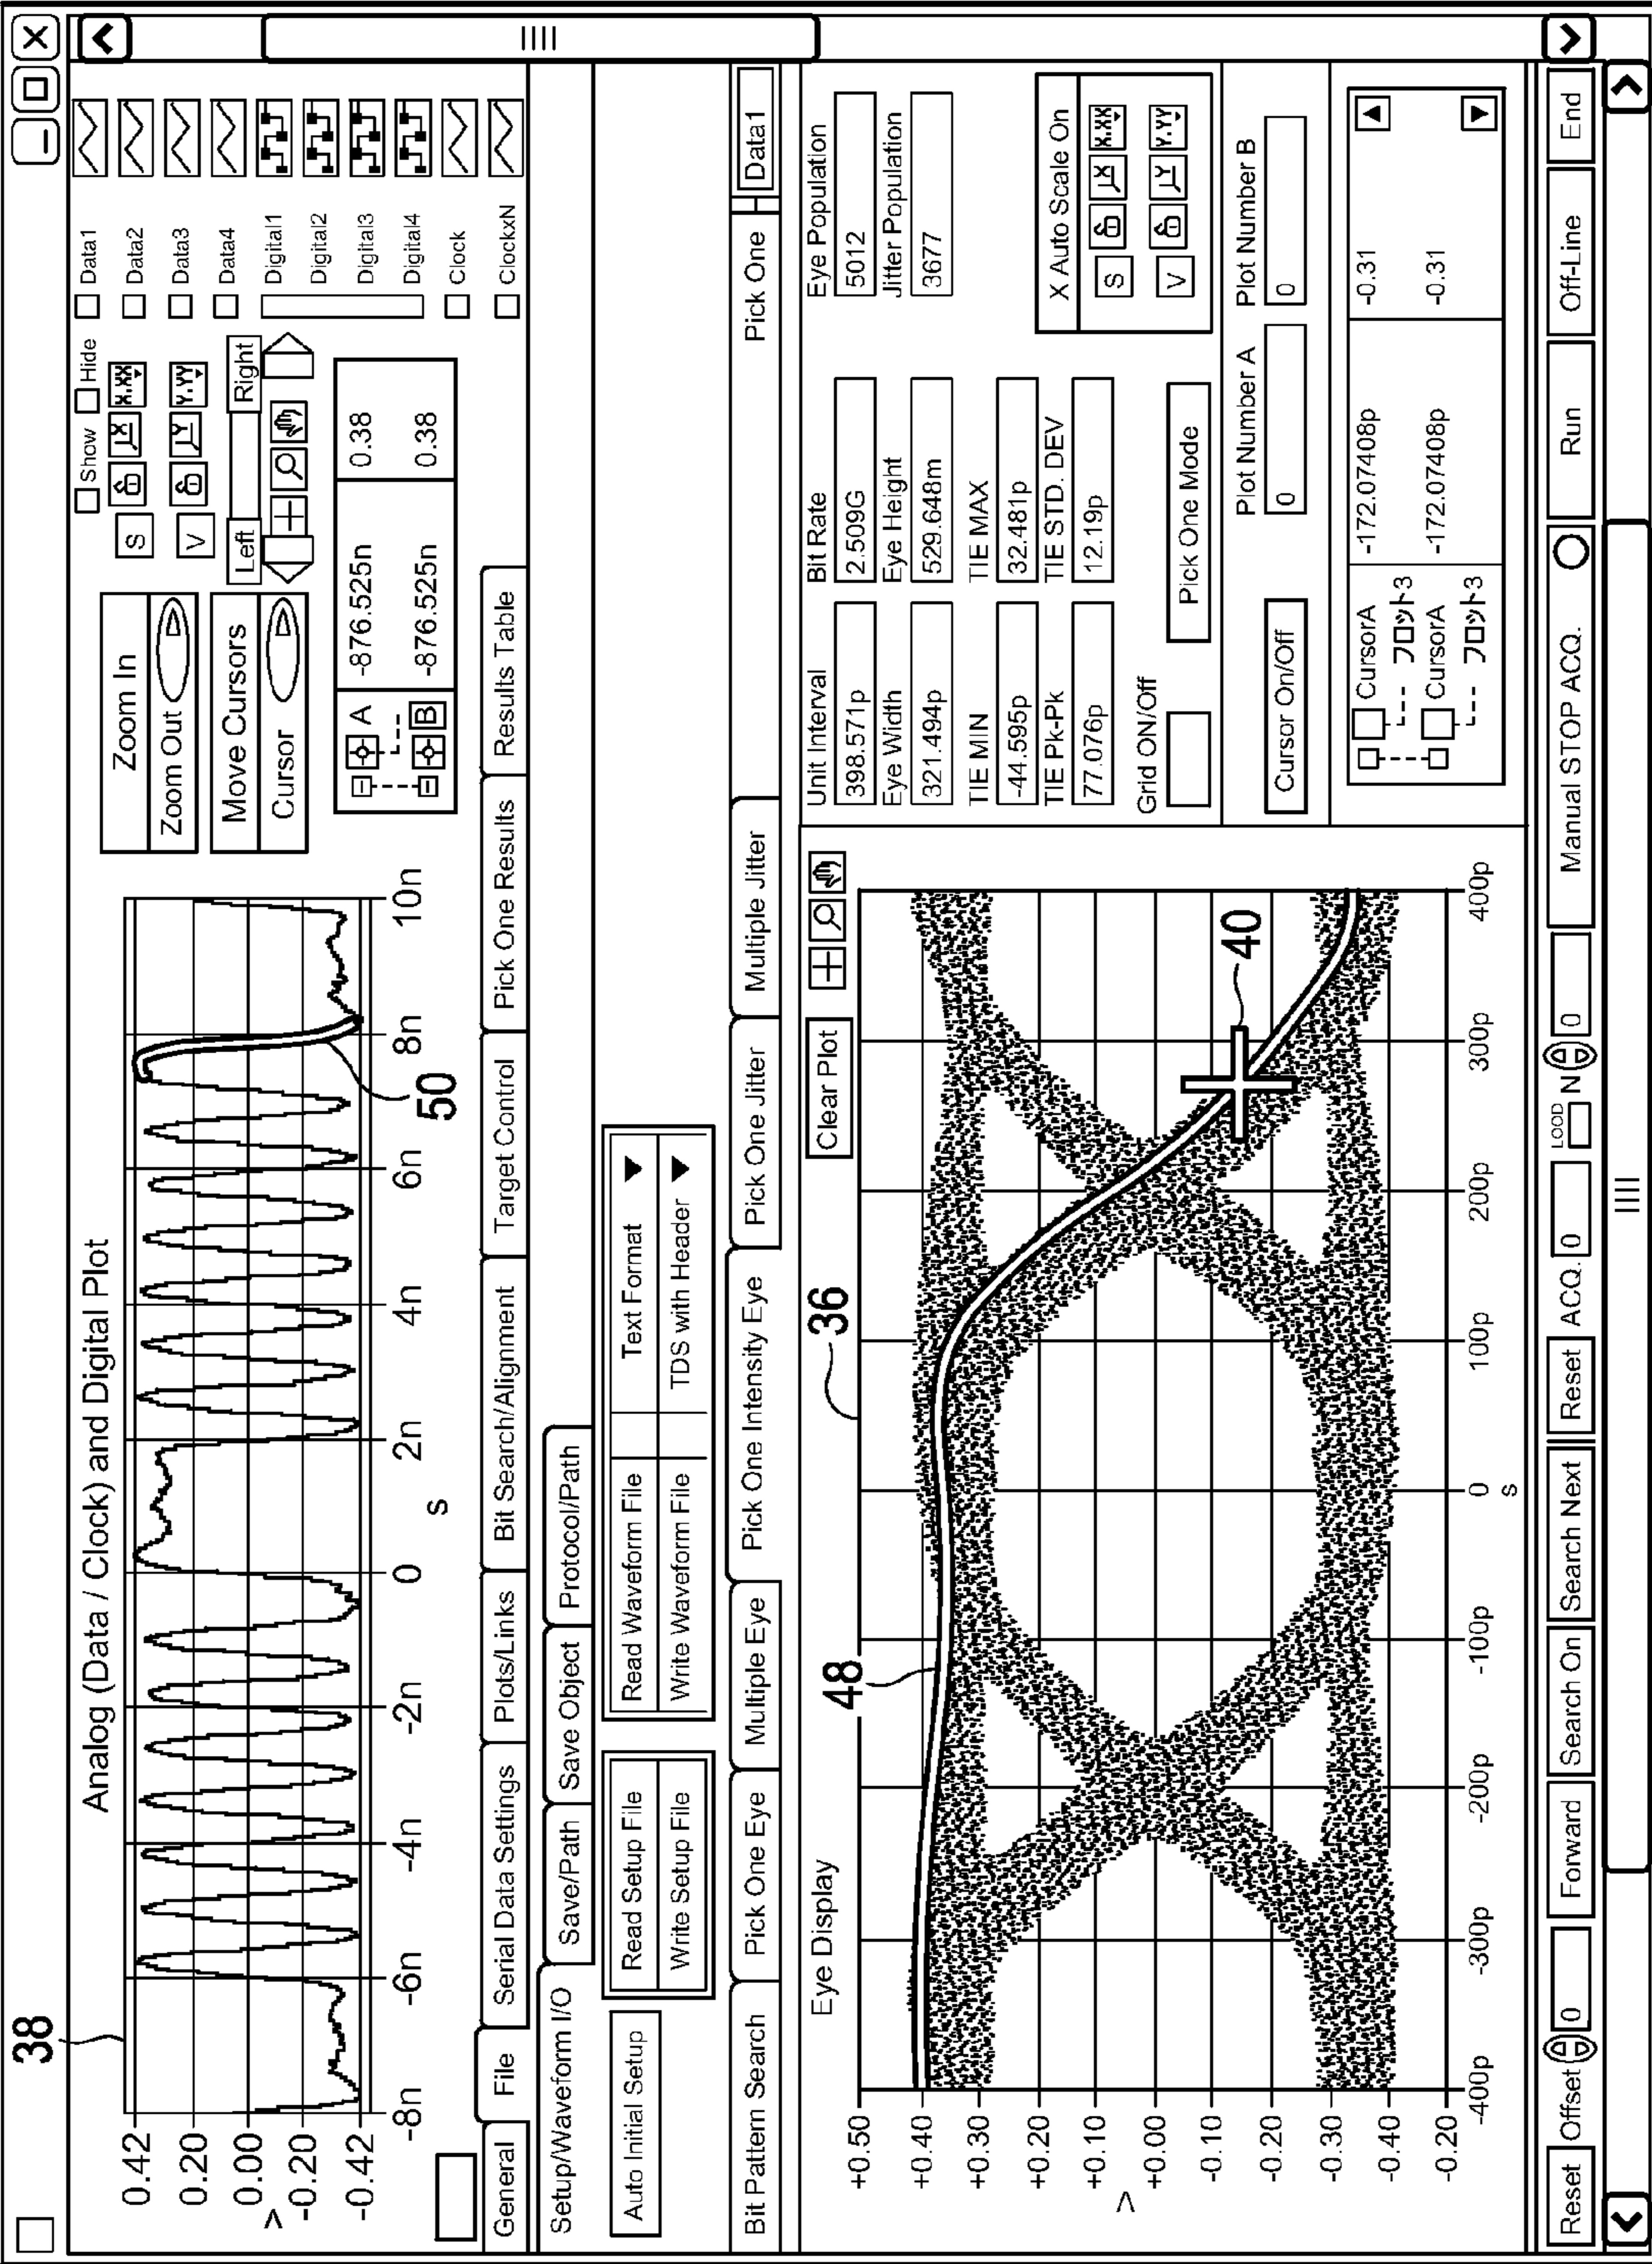 38
Analog (Data / Clock) and Digital Plot
0.42
0.20
0.00
-0.20
-0.42
>
-8n
-6n
-4n
-2n
0
2n
4n
6n
8n
10n
s
50
Zoom In
Zoom Out
Move Cursors
Cursor
Show
Hide
S
X.XX
V
Y.YY
Left
Right
A
-876.525n
0.38
B
-876.525n
0.38
Data1
Data2
Data3
Data4
Digital1
Digital2
Digital3
Digital4
Clock
ClockxN
General
File
Serial Data Settings
Plots/Links
Bit Search/Alignment
Target Control
Pick One Results
Results Table
Setup/Waveform I/O
Save/Path
Save Object
Protocol/Path
Auto Initial Setup
Read Setup File
Write Setup File
Read Waveform File
Text Format
Write Waveform File
TDS with Header
Bit Pattern Search
Pick One Eye
Multiple Eye
Pick One Intensity Eye
Pick One Jitter
Multiple Jitter
Pick One
Data1
Eye Display
48
36
Clear Plot
40
+0.50
+0.40
+0.30
+0.20
+0.10
+0.00
-0.10
-0.20
-0.30
-0.40
-0.20
>
-400p
-300p
-200p
-100p
0
100p
200p
300p
400p
s
Unit Interval
Bit Rate
Eye Population
398.571p
2.509G
5012
Eye Width
Eye Height
Jitter Population
321.494p
529.648m
3677
TIE MIN
TIE MAX
-44.595p
32.481p
TIE Pk-Pk
TIE STD. DEV
77.076p
12.19p
X Auto Scale On
S
X.XX
V
Y.YY
Grid ON/Off
Pick One Mode
Cursor On/Off
Plot Number A
Plot Number B
0
0
CursorA
-172.07408p
-0.31
フロット3
CursorA
-172.07408p
-0.31
フロット3
Reset
Offset
0
Forward
Search On
Search Next
Reset
ACQ.
0
LOOD
N
0
Manual STOP ACQ.
Run
Off-Line
End